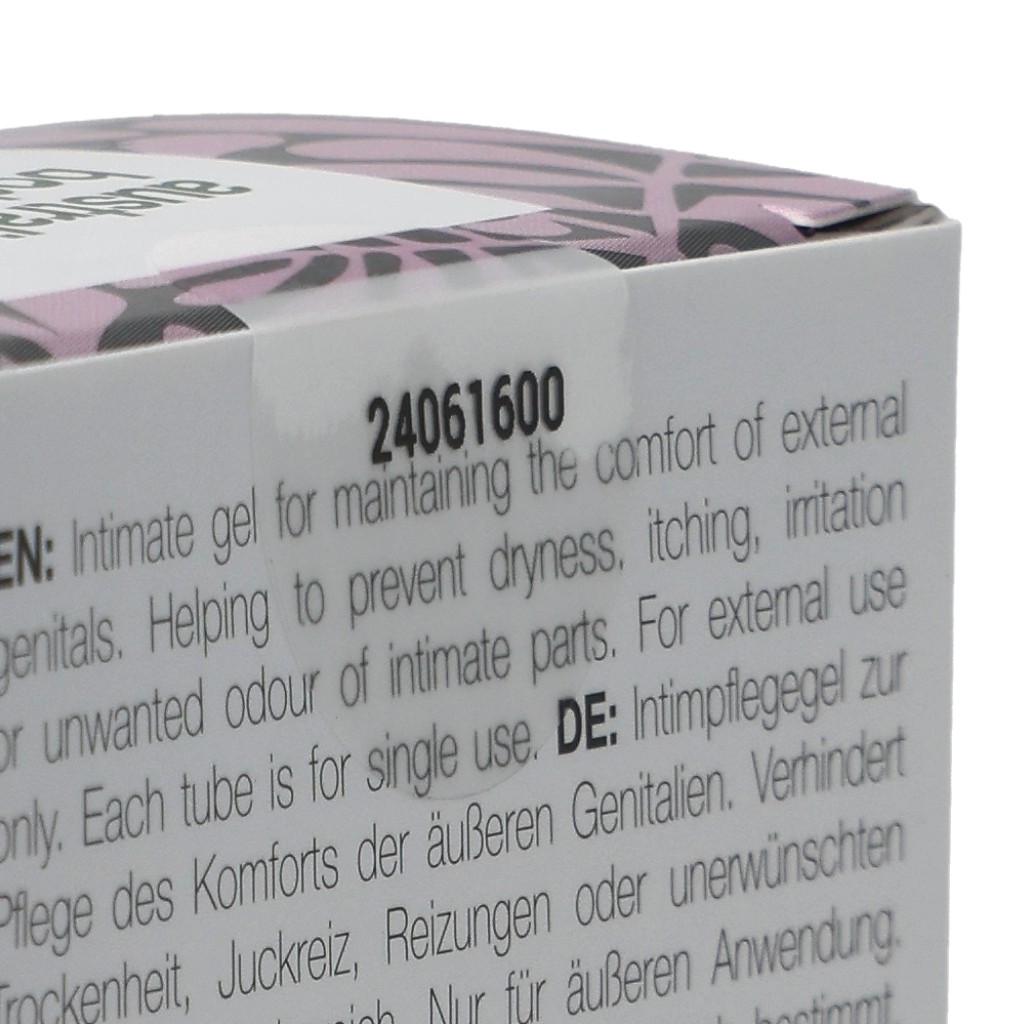 24061600
EN: Intimate gel for maintaining the comfort of external
genitals. Helping to prevent dryness, itching, irritation
or unwanted odour of intimate parts. For external use
only. Each tube is for single use. DE: Intimpflegegel zur
Pflege des Komforts der äußeren Genitalien. Verhindert
Trockenheit, Juckreiz, Reizungen oder unerwünschten
Nur für äußeren Anwendung.
bestimmt.